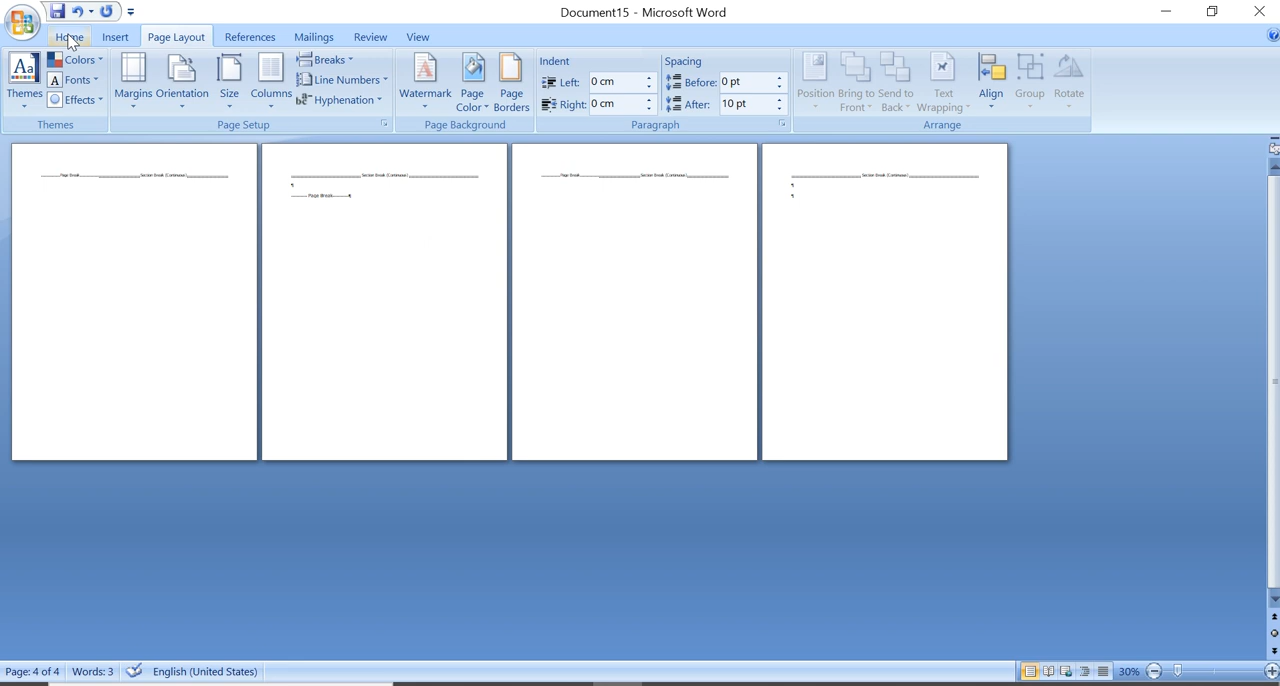 Document15 - Microsoft Word
Home Insert Page Layout References Mailings Review View
Aa Colors Breaks Indent Spacing
A Fonts Line Numbers Left: 0 cm Before: 0 pt
Themes Effects Margins Orientation Size Columns Hyphenation Watermark Page Color Page Borders Right: 0 cm After: 10 pt Position Bring to Front Send to Back Text Wrapping Align Group Rotate
Themes Page Setup Page Background Paragraph Arrange
Page Break Section Break (Continuous) Section Break (Continuous) Page Break Section Break (Continuous) Section Break (Continuous)
¶ ¶
Page Break ¶ ¶
Page: 4 of 4 Words: 3 English (United States) 30%